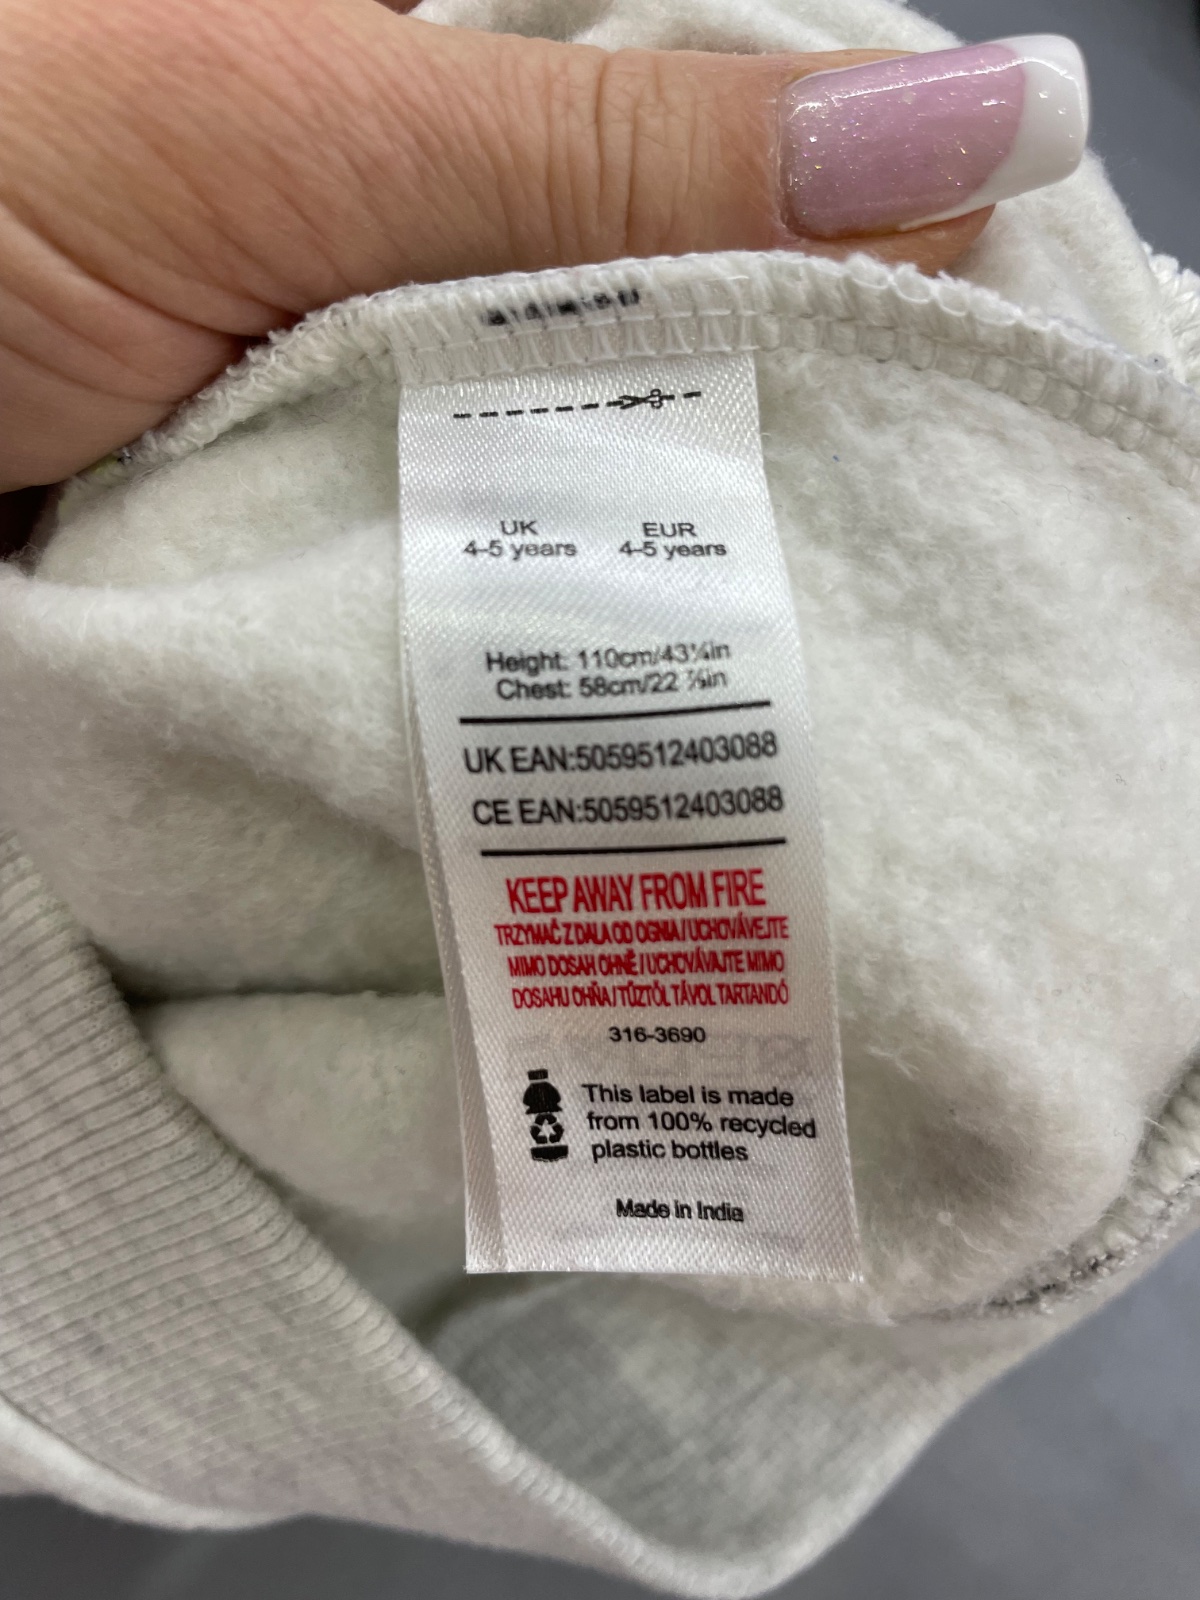 UK EUR
4-5 years 4-5 years
Height: 110cm/43¼in
Chest: 58cm/22 ⅞in
UK EAN:5059512403088
CE EAN:5059512403088
KEEP AWAY FROM FIRE
TRZYMAĆ Z DALA OD OGNIA / UCHOVÁVEJTE
MIMO DOSAH OHNĚ / UCHOVÁVAJTE MIMO
DOSAHU OHŇA / TŰZTŐL TÁVOL TARTANDÓ
316-3690
This label is made
from 100% recycled
plastic bottles
Made in India